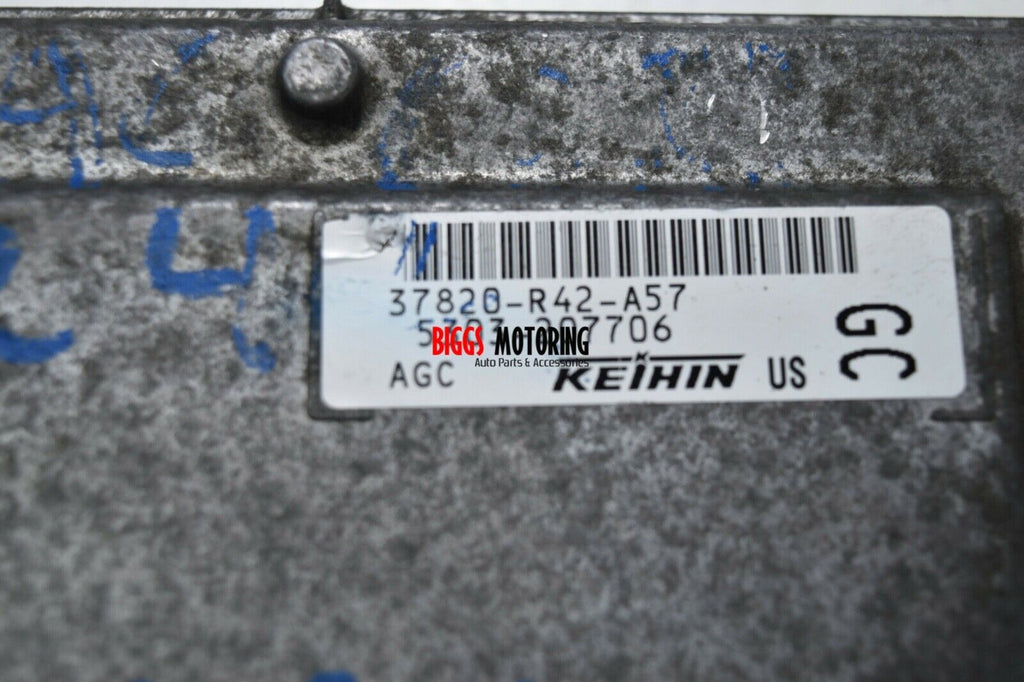 37820-R42-A57
BIGGS MOTORING
Auto Parts & Accessories
AGC
KEIHIN
US
GC